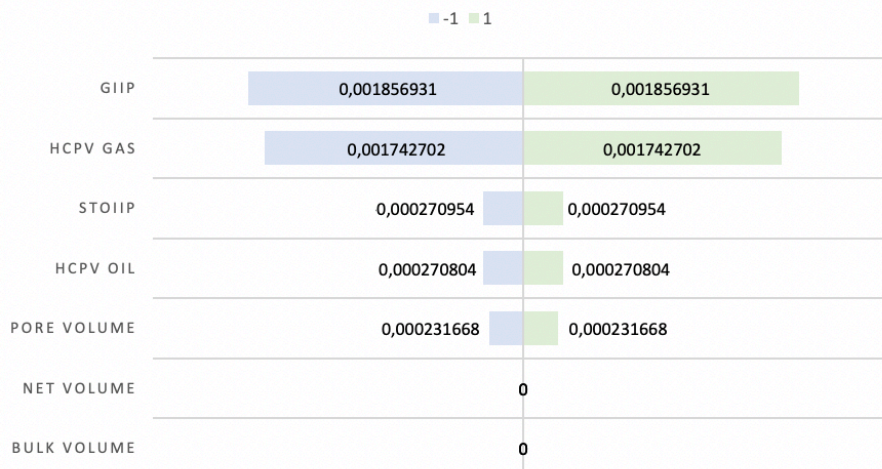 -1 1
GIIP 0,001856931 0,001856931
HCPV GAS 0,001742702 0,001742702
STOIIP 0,000270954 0,000270954
HCPV OIL 0,000270804 0,000270804
PORE VOLUME 0,000231668 0,000231668
NET VOLUME 0
BULK VOLUME 0